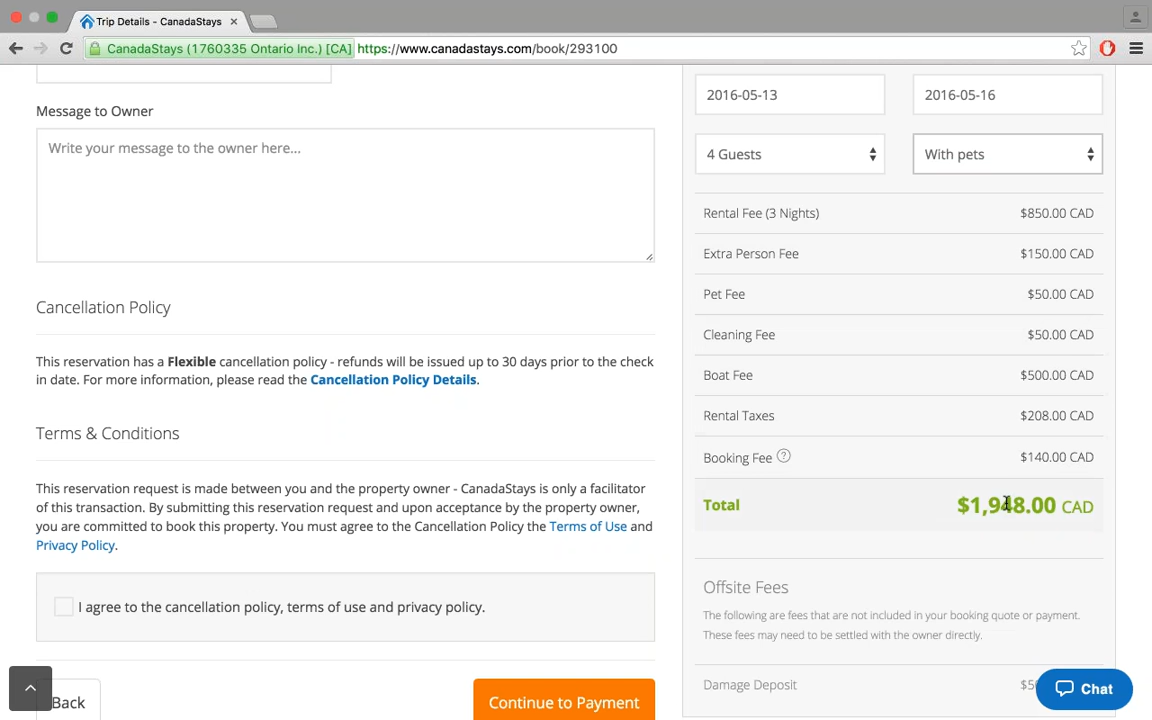 Trip Details - CanadaStays
CanadaStays (1760335 Ontario Inc.) [CA] https://www.canadastays.com/book/293100
Message to Owner
Write your message to the owner here...
Cancellation Policy
This reservation has a Flexible cancellation policy - refunds will be issued up to 30 days prior to the check
in date. For more information, please read the Cancellation Policy Details.
Terms & Conditions
This reservation request is made between you and the property owner - CanadaStays is only a facilitator
of this transaction. By submitting this reservation request and upon acceptance by the property owner,
you are committed to book this property. You must agree to the Cancellation Policy the Terms of Use and
Privacy Policy.
I agree to the cancellation policy, terms of use and privacy policy.
Back
Continue to Payment
2016-05-13 2016-05-16
4 Guests With pets
Rental Fee (3 Nights) $850.00 CAD
Extra Person Fee $150.00 CAD
Pet Fee $50.00 CAD
Cleaning Fee $50.00 CAD
Boat Fee $500.00 CAD
Rental Taxes $208.00 CAD
Booking Fee ? $140.00 CAD
Total $1,948.00 CAD
Offsite Fees
The following are fees that are not included in your booking quote or payment.
These fees may need to be settled with the owner directly.
Damage Deposit
Chat